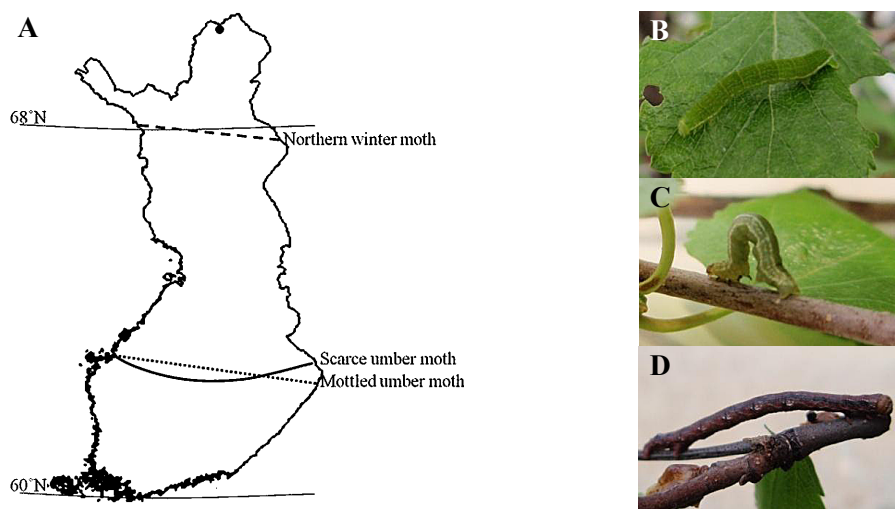 A
68°N
Northern winter moth
Scarce umber moth
Mottled umber moth
60°N
B
C
D